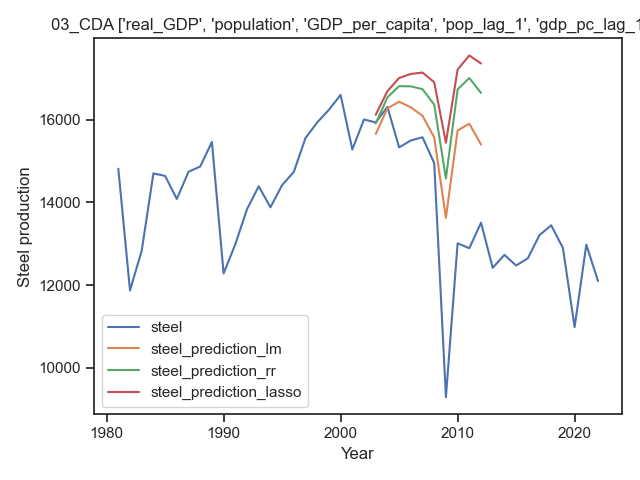 03_CDA ['real_GDP', 'population', 'GDP_per_capita', 'pop_lag_1', 'gdp_pc_lag_1
Steel production
16000
14000
12000
10000
steel
steel_prediction_lm
steel_prediction_rr
steel_prediction_lasso
1980
1990
2000
2010
2020
Year